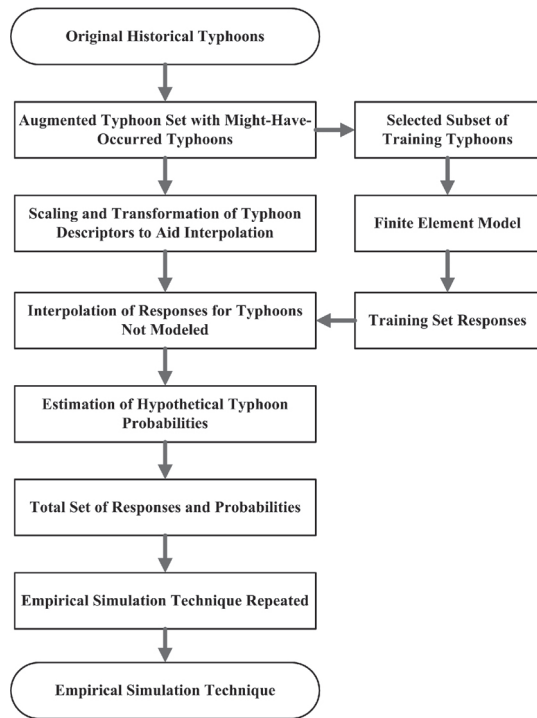 Original Historical Typhoons
Augmented Typhoon Set with Might-Have-
Occurred Typhoons
Selected Subset of
Training Typhoons
Scaling and Transformation of Typhoon
Descriptors to Aid Interpolation
Finite Element Model
Interpolation of Responses for Typhoons
Not Modeled
Training Set Responses
Estimation of Hypothetical Typhoon
Probabilities
Total Set of Responses and Probabilities
Empirical Simulation Technique Repeated
Empirical Simulation Technique